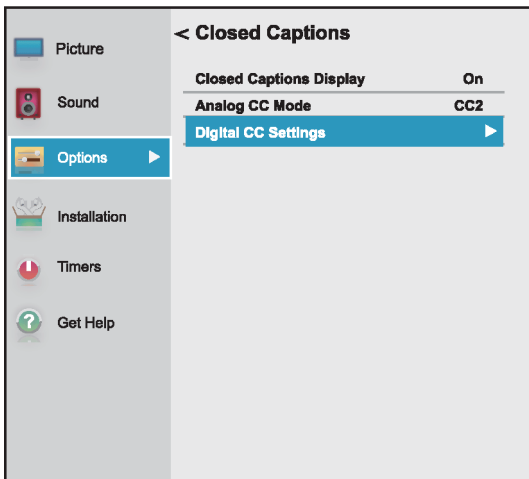 Picture
Sound
Options
Installation
Timers
Get Help
< Closed Captions
Closed Captions Display On
Analog CC Mode CC2
Digital CC Settings